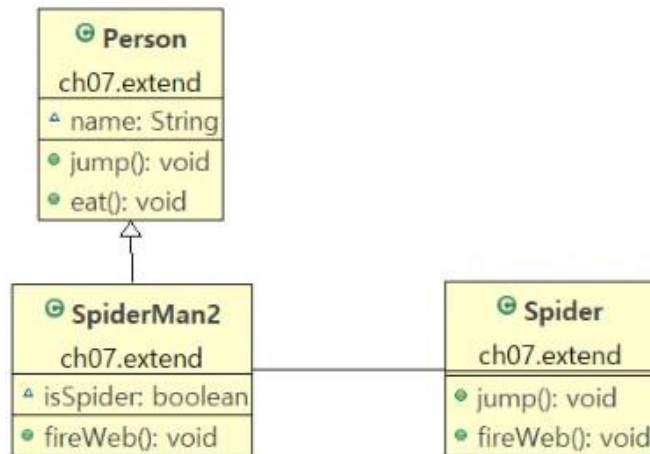 Person
ch07.extend
name: String
jump(): void
eat(): void
SpiderMan2
ch07.extend
isSpider: boolean
fireWeb(): void
Spider
ch07.extend
jump(): void
fireWeb(): void